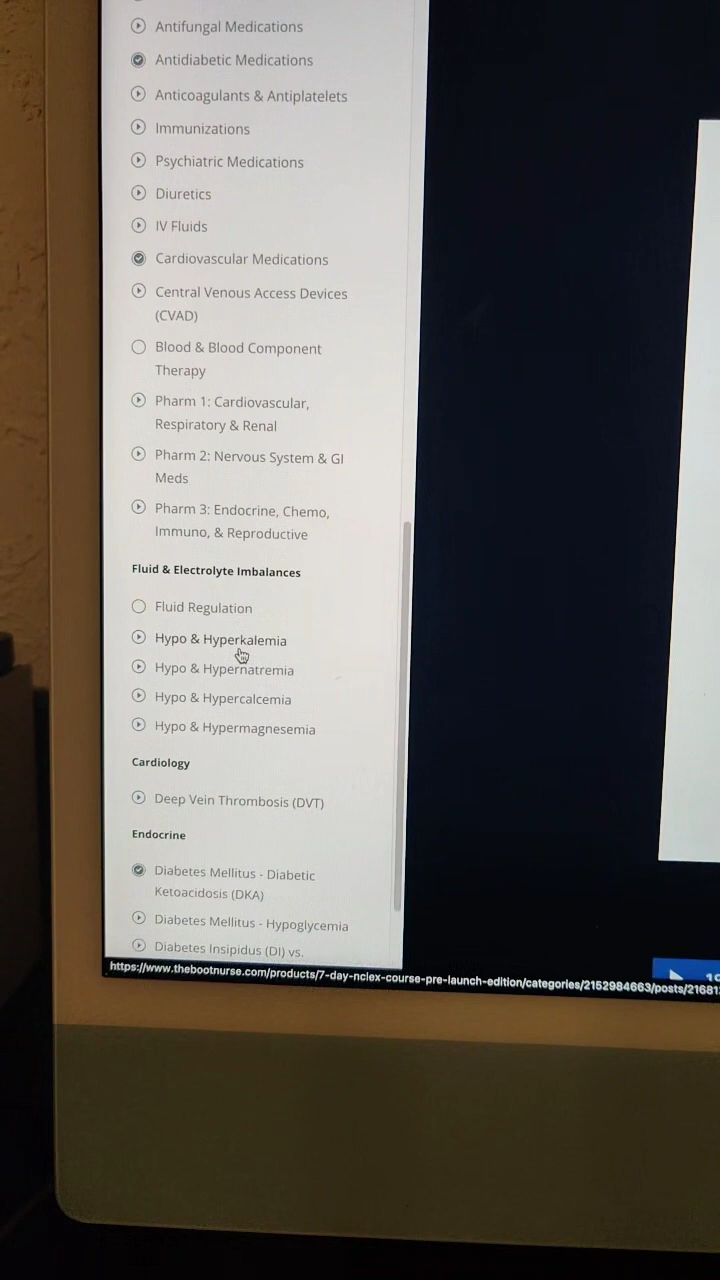 Antifungal Medications
Antidiabetic Medications
Anticoagulants & Antiplatelets
Immunizations
Psychiatric Medications
Diuretics
IV Fluids
Cardiovascular Medications
Central Venous Access Devices
(CVAD)
Blood & Blood Component
Therapy
Pharm 1: Cardiovascular,
Respiratory & Renal
Pharm 2: Nervous System & GI
Meds
Pharm 3: Endocrine, Chemo,
Immuno, & Reproductive
Fluid & Electrolyte Imbalances
Fluid Regulation
Hypo & Hyperkalemia
Hypo & Hypernatremia
Hypo & Hypercalcemia
Hypo & Hypermagnesemia
Cardiology
Deep Vein Thrombosis (DVT)
Endocrine
Diabetes Mellitus - Diabetic
Ketoacidosis (DKA)
Diabetes Mellitus - Hypoglycemia
Diabetes Insipidus (DI) vs.
https://www.thebootnurse.com/products/7-day-nclex-course-pre-launch-edition/categories/2152984663/posts/21681